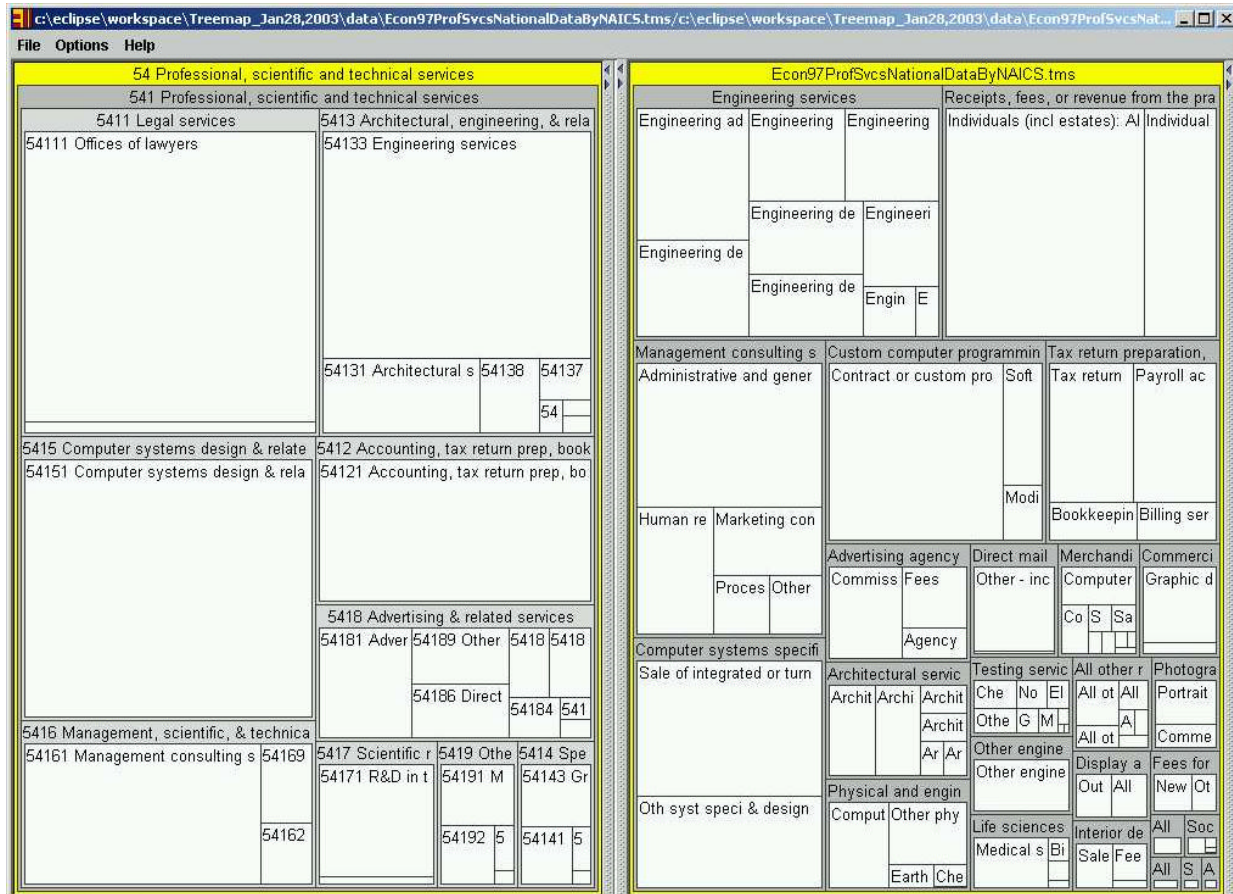 c:\eclipse\workspace\Treemap_Jan28,2003\data\Econ97ProfSvcsNationalDataByNAICS.tms/c:\eclipse\workspace\Treemap_Jan28,2003\data\Econ97ProfSvcsNat...
File Options Help
54 Professional, scientific and technical services
541 Professional, scientific and technical services
5411 Legal services
54111 Offices of lawyers
5413 Architectural, engineering, & rela
54133 Engineering services
54131 Architectural s
54138
54137
54
5415 Computer systems design & relate
54151 Computer systems design & rela
5412 Accounting, tax return prep, book
54121 Accounting, tax return prep, bo
5418 Advertising & related services
54181 Adver
54189 Other
5418
5418
54186 Direct
54184
541
5416 Management, scientific, & technica
54161 Management consulting s
54169
54162
5417 Scientific r
54171 R&D in t
5419 Othe
54191 M
54192
5
5414 Spe
54143 Gr
54141
5
Econ97ProfSvcsNationalDataByNAICS.tms
Engineering services
Engineering ad
Engineering
Engineering
Engineering de
Engineeri
Engineering de
Engineering de
Engin
E
Receipts, fees, or revenue from the pra
Individuals (incl estates): Al
Individual
Management consulting s
Administrative and gener
Human re
Marketing con
Proces
Other
Custom computer programmin
Contract or custom pro
Soft
Modi
Tax return preparation,
Tax return
Payroll ac
Bookkeepin
Billing ser
Advertising agency
Commiss
Fees
Agency
Direct mail
Other - inc
Merchandi
Computer
Co
S
Sa
Commerci
Graphic d
Computer systems specifi
Sale of integrated or turn
Oth syst speci & design
Architectural servic
Archit
Archi
Archit
Archit
Ar
Ar
Testing servic
Che
No
El
Othe
G
M
All other r
All ot
All
A
All ot
Photogra
Portrait
Comme
Other engine
Other engine
Display a
Out
All
Fees for
New
Ot
Physical and engin
Comput
Other phy
Earth
Che
Life sciences
Medical s
Bi
Interior de
Sale
Fee
All
Soc
All
S
A